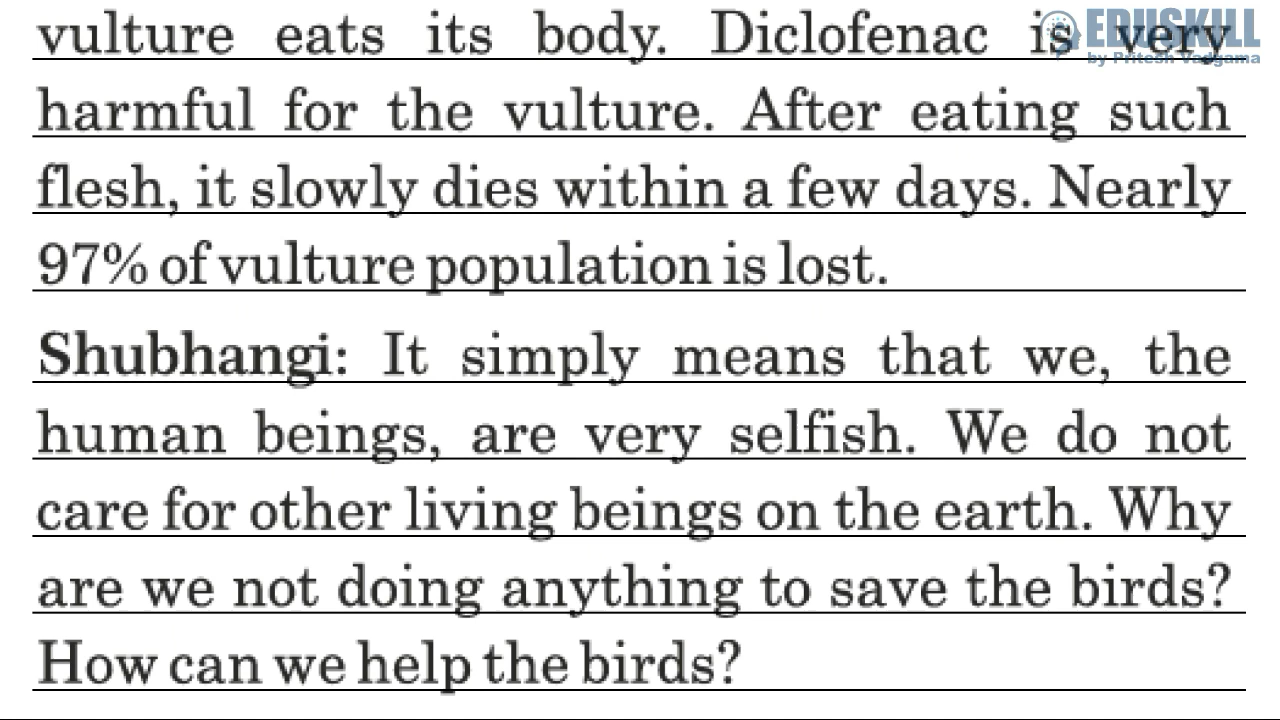 vulture eats its body. Diclofenac is very
EDUSKILL
by Pritesh Vadgama
harmful for the vulture. After eating such
flesh, it slowly dies within a few days. Nearly
97% of vulture population is lost.
Shubhangi: It simply means that we, the
human beings, are very selfish. We do not
care for other living beings on the earth. Why
are we not doing anything to save the birds?
How can we help the birds?